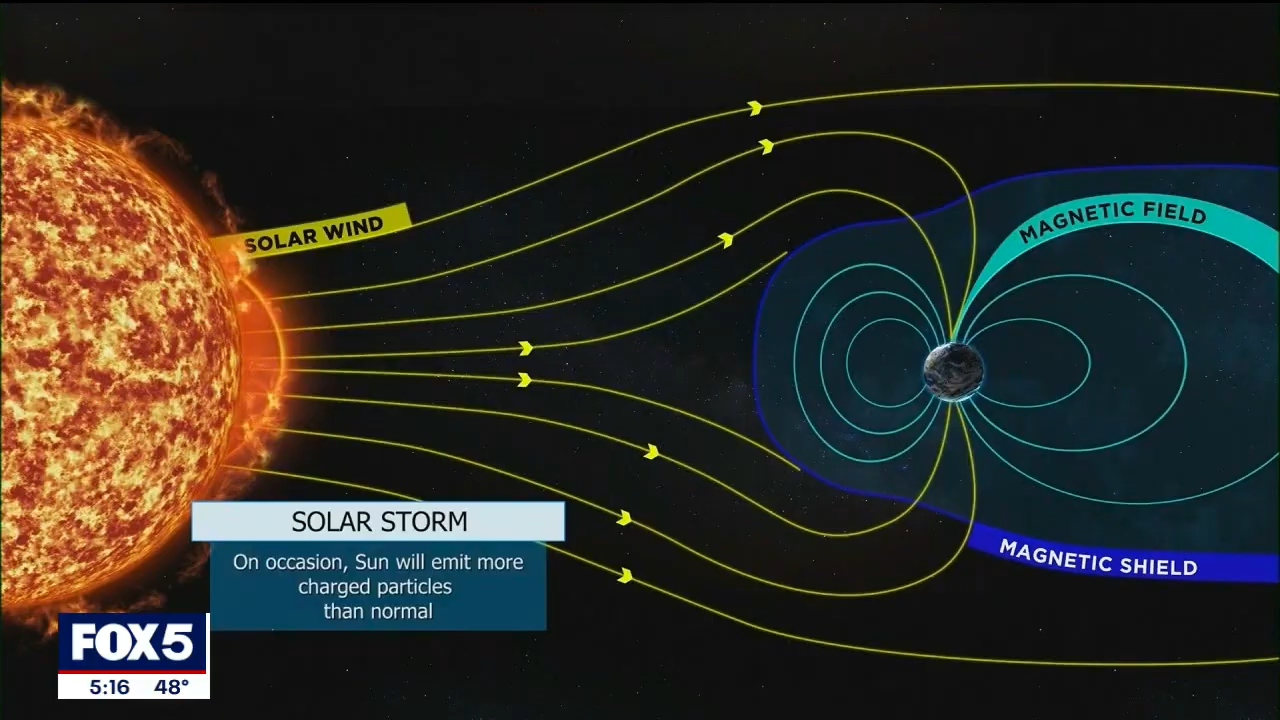 SOLAR WIND
MAGNETIC FIELD
SOLAR STORM
On occasion, Sun will emit more
charged particles
than normal
MAGNETIC SHIELD
FOX5
5:16 48°